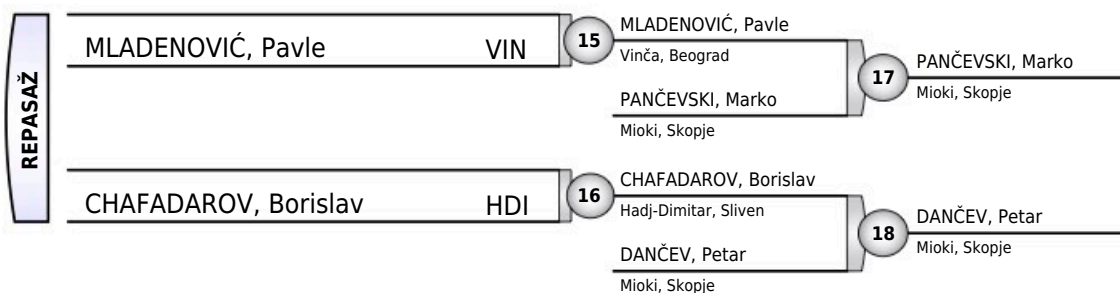 REPASAŽ
MLADENOVIĆ, Pavle VIN
15
MLADENOVIĆ, Pavle
Vinča, Beograd
PANČEVSKI, Marko
Mioki, Skopje
17
PANČEVSKI, Marko
Mioki, Skopje
CHAFADAROV, Borislav HDI
16
CHAFADAROV, Borislav
Hadj-Dimitar, Sliven
DANČEV, Petar
Mioki, Skopje
18
DANČEV, Petar
Mioki, Skopje